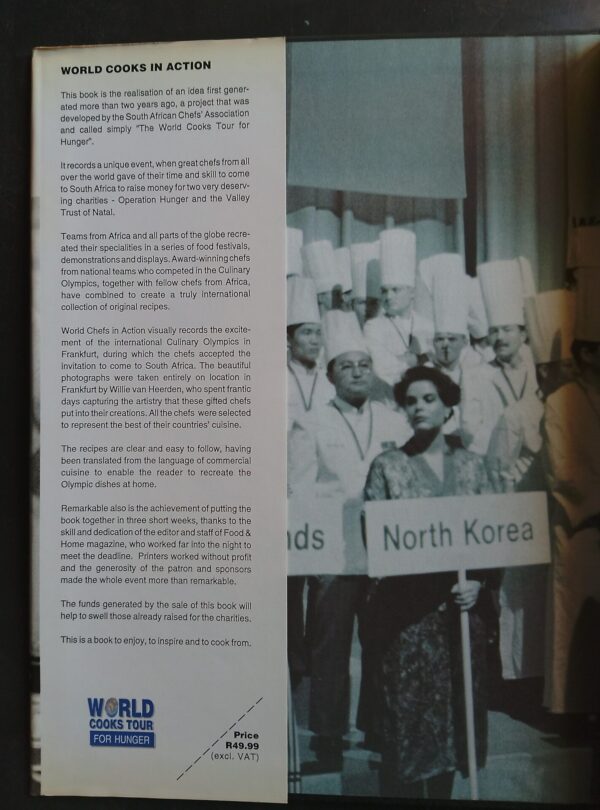 WORLD COOKS IN ACTION
This book is the realisation of an idea first gener-
ated more than two years ago, a project that was
developed by the South African Chefs' Association
and called simply "The World Cooks Tour for
Hunger".
It records a unique event, when great chefs from all
over the world gave of their time and skill to come
to South Africa to raise money for two very deserv-
ing charities - Operation Hunger and the Valley
Trust of Natal.
Teams from Africa and all parts of the globe recre-
ated their specialities in a series of food festivals,
demonstrations and displays. Award-winning chefs
from national teams who competed in the Culinary
Olympics, together with fellow chefs from Africa,
have combined to create a truly international
collection of original recipes.
World Chefs in Action visually records the excite-
ment of the international Culinary Olympics in
Frankfurt, during which the chefs accepted the
invitation to come to South Africa. The beautiful
photographs were taken entirely on location in
Frankfurt by Willie van Heerden, who spent frantic
days capturing the artistry that these gifted chefs
put into their creations. All the chefs were selected
to represent the best of their countries' cuisine.
The recipes are clear and easy to follow, having
been translated from the language of commercial
cuisine to enable the reader to recreate the
Olympic dishes at home.
Remarkable also is the achievement of putting the
book together in three short weeks, thanks to the
skill and dedication of the editor and staff of Food &
Home magazine, who worked far into the night to
meet the deadline. Printers worked without profit
and the generosity of the patron and sponsors
made the whole event more than remarkable.
The funds generated by the sale of this book will
help to swell those already raised for the charities.
This is a book to enjoy, to inspire and to cook from.
WORLD
COOKS TOUR
FOR HUNGER
Price
R49.99
(excl. VAT)
nds
North Korea